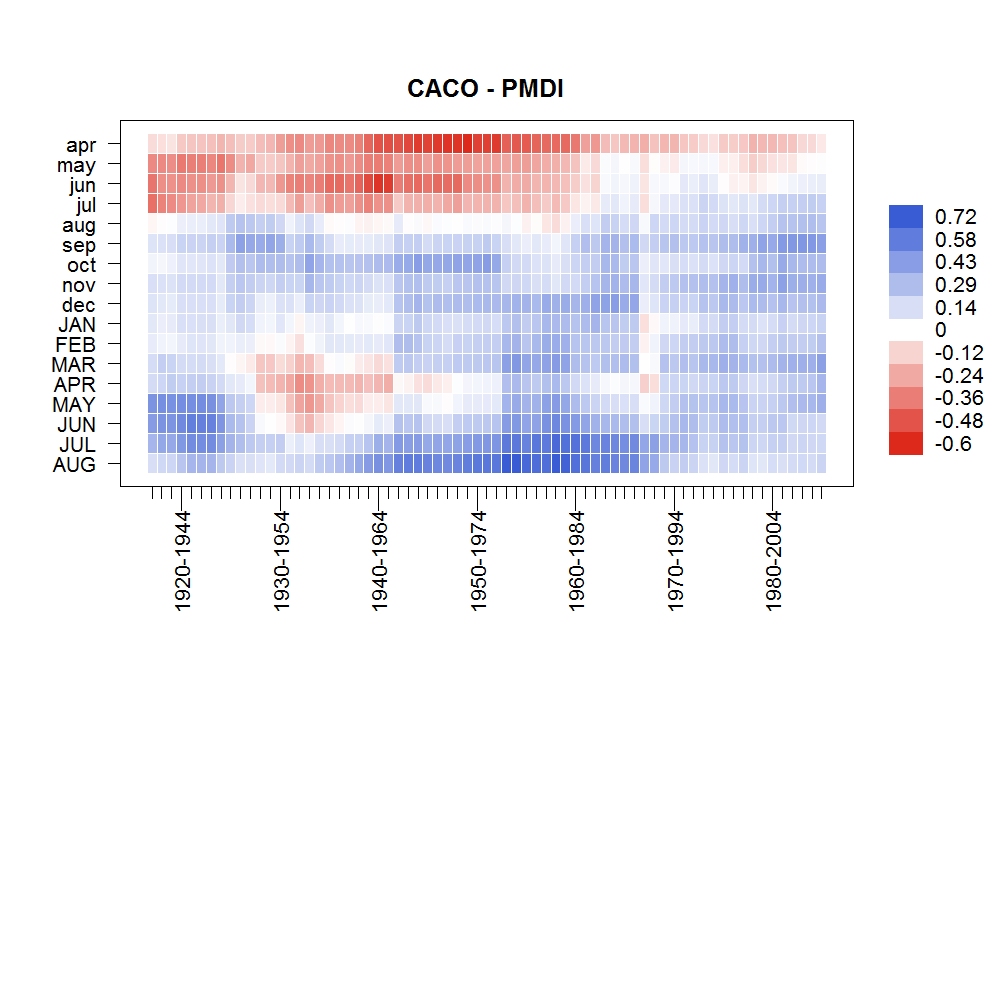 CACO - PMDI
apr
may
jun
jul
aug
sep
oct
nov
dec
JAN
FEB
MAR
APR
MAY
JUN
JUL
AUG
0.72
0.58
0.43
0.29
0.14
0
-0.12
-0.24
-0.36
-0.48
-0.6
1920-1944
1930-1954
1940-1964
1950-1974
1960-1984
1970-1994
1980-2004